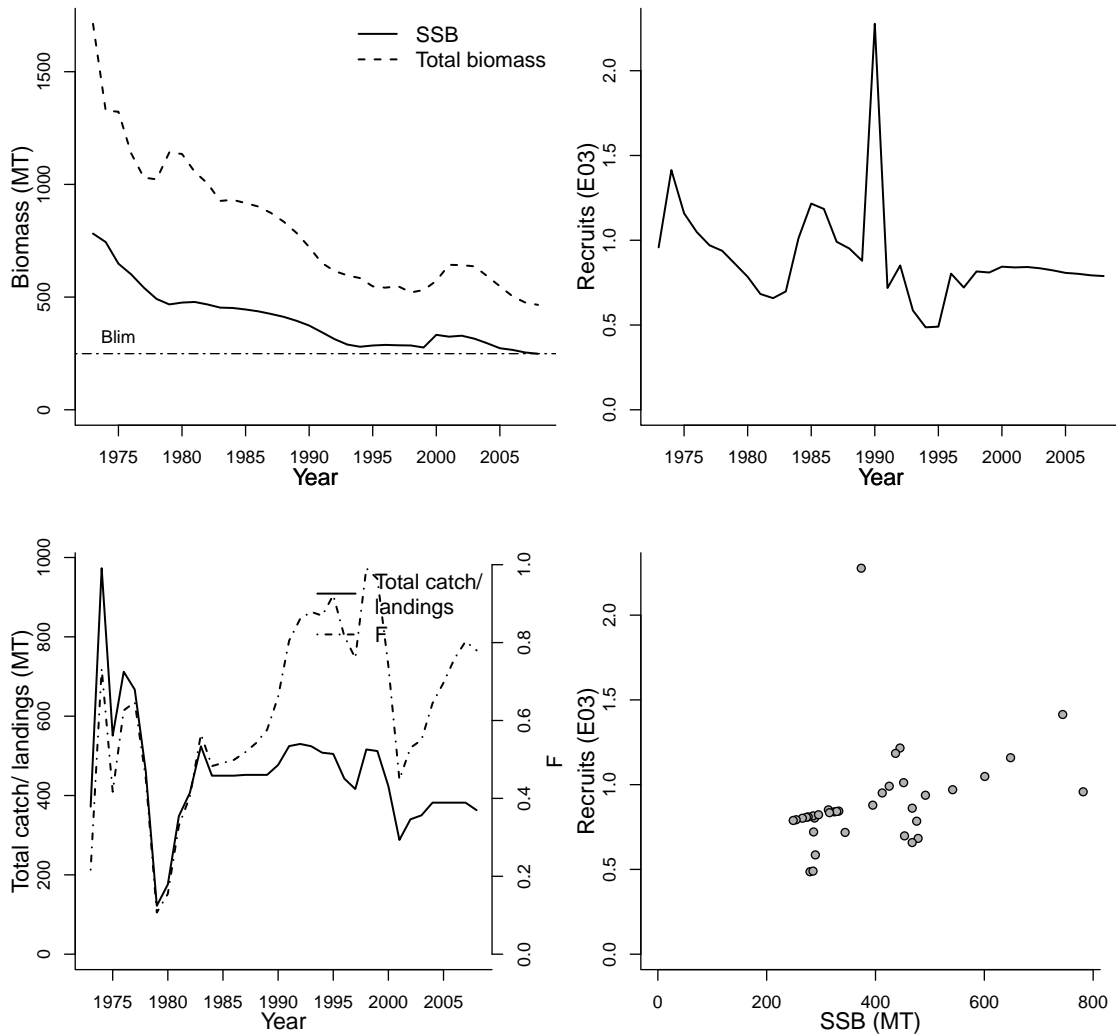 SSB
Total biomass
1500
1000
500
0
Biomass (MT)
Blim
1975 1980 1985 1990 1995 2000 2005
Year
2.0
1.5
1.0
0.5
0.0
Recruits (E03)
1975 1980 1985 1990 1995 2000 2005
Year
1000
800
600
400
200
0
Total catch/ landings (MT)
Total catch/
landings
F
1.0
0.8
0.6
0.4
0.2
0.0
F
1975 1980 1985 1990 1995 2000 2005
Year
2.0
1.5
1.0
0.5
0.0
Recruits (E03)
0 200 400 600 800
SSB (MT)